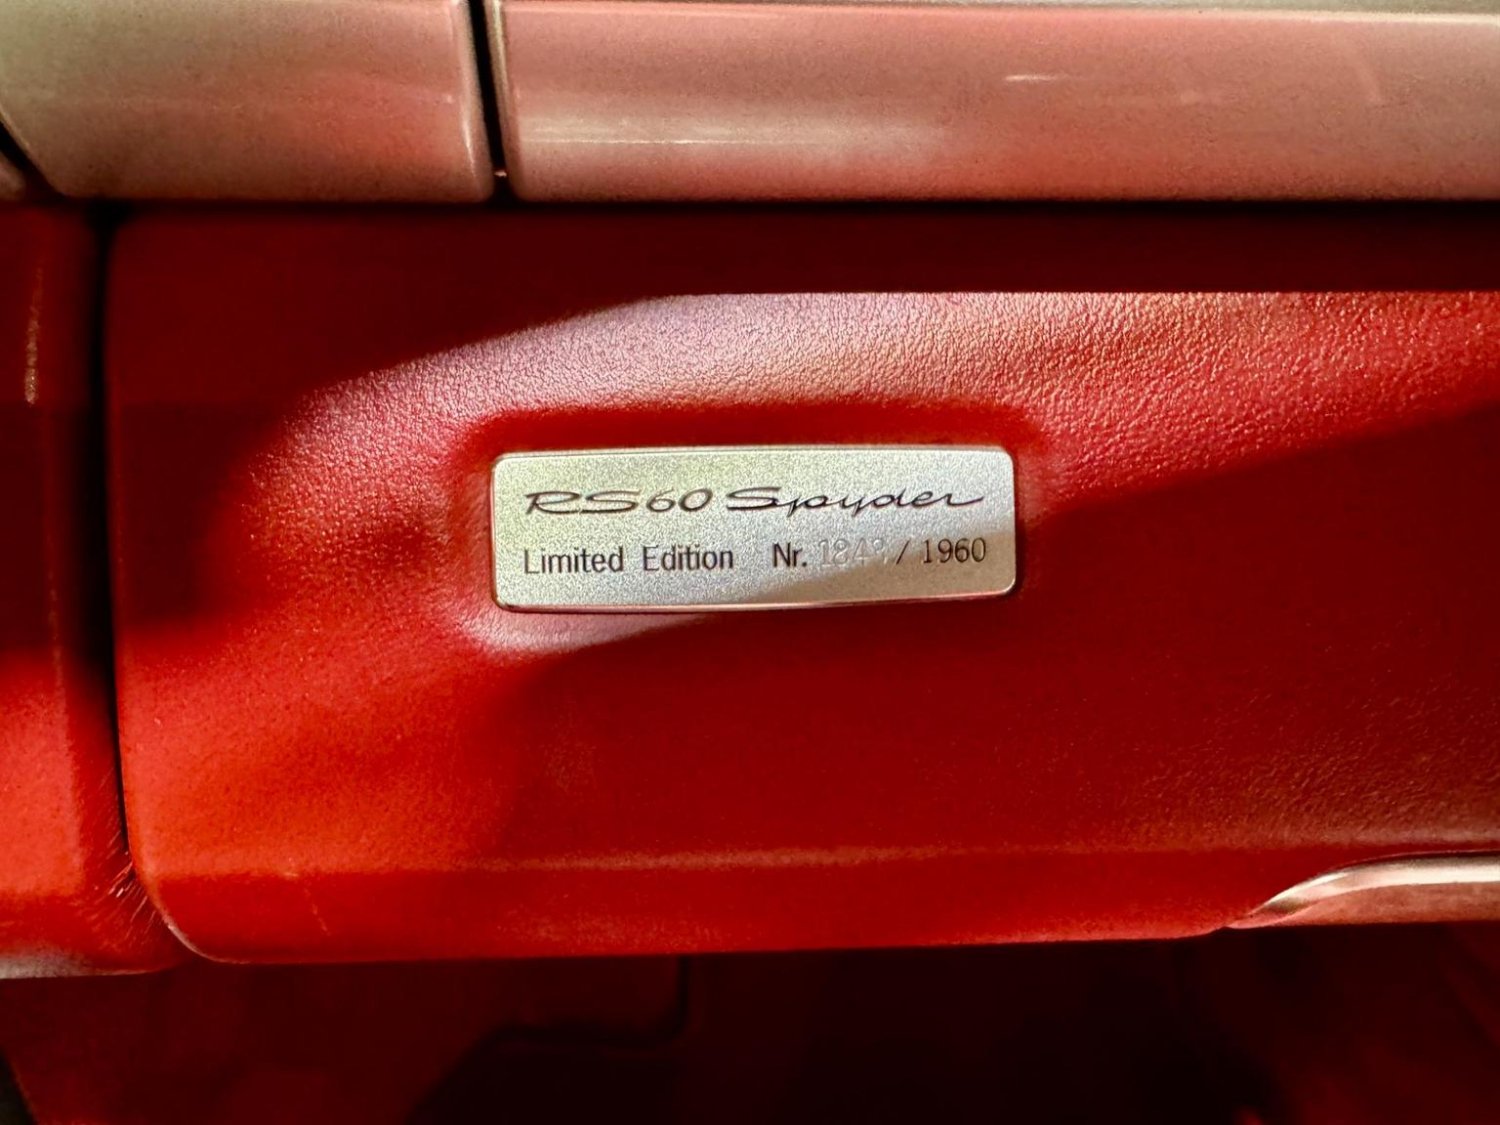 RS60 Spyder
Limited Edition Nr. / 1960